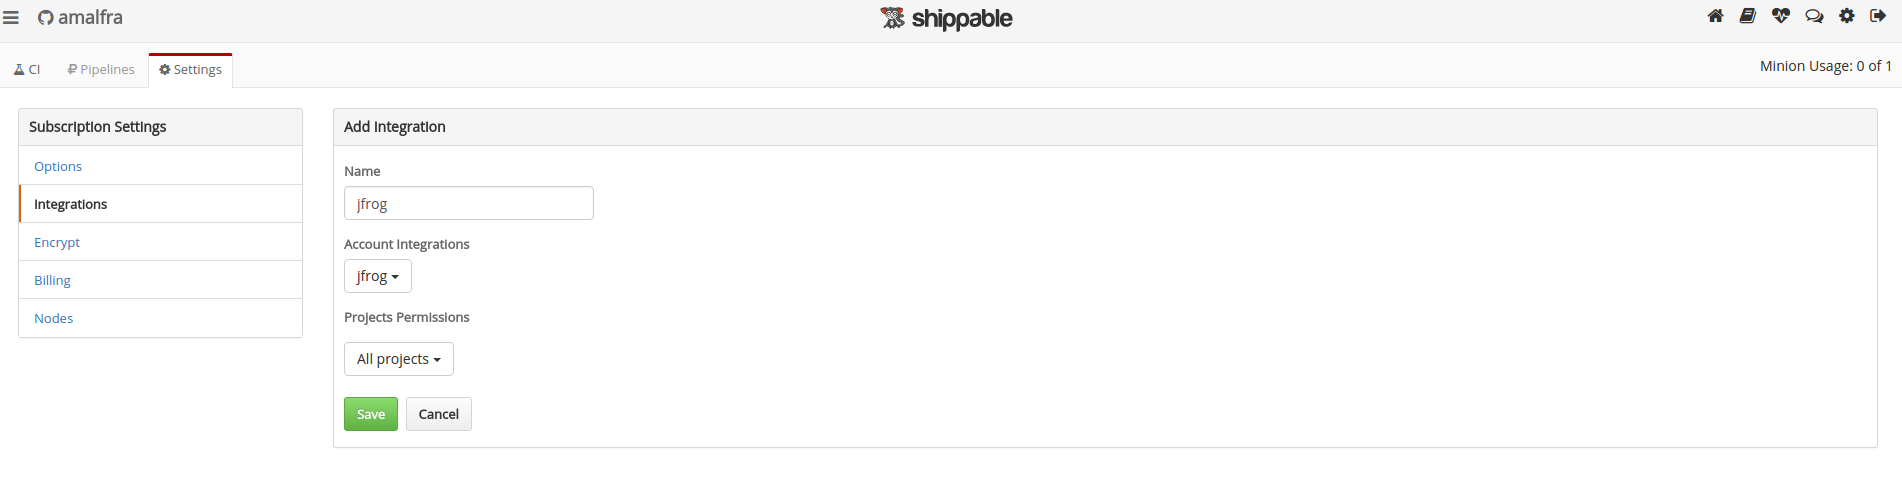 amalfra
shippable
CI
Pipelines
Settings
Minion Usage: 0 of 1
Subscription Settings
Options
Integrations
Encrypt
Billing
Nodes
Add Integration
Name
jfrog
Account Integrations
jfrog
Projects Permissions
All projects
Save Cancel